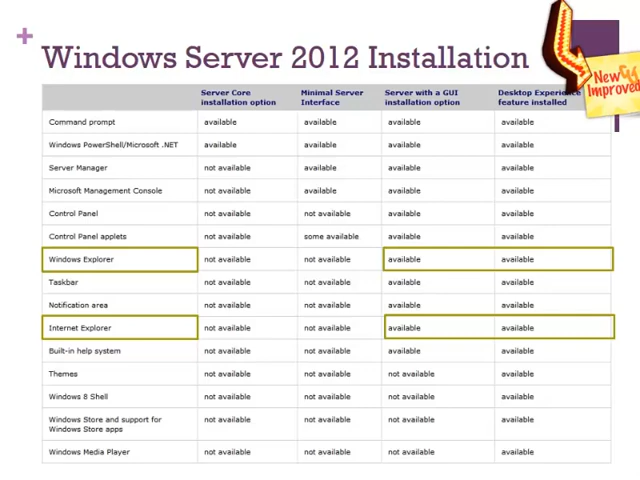 +
Windows Server 2012 Installation
New
Improved
Server Core installation option Minimal Server Interface Server with a GUI installation option Desktop Experience feature installed
Command prompt available available available available
Windows PowerShell/Microsoft .NET available available available available
Server Manager not available available available available
Microsoft Management Console not available available available available
Control Panel not available not available available available
Control Panel applets not available some available available available
Windows Explorer not available not available available available
Taskbar not available not available available available
Notification area not available not available available available
Internet Explorer not available not available available available
Built-in help system not available not available available available
Themes not available not available not available available
Windows 8 Shell not available not available not available available
Windows Store and support for Windows Store apps not available not available not available available
Windows Media Player not available not available not available available